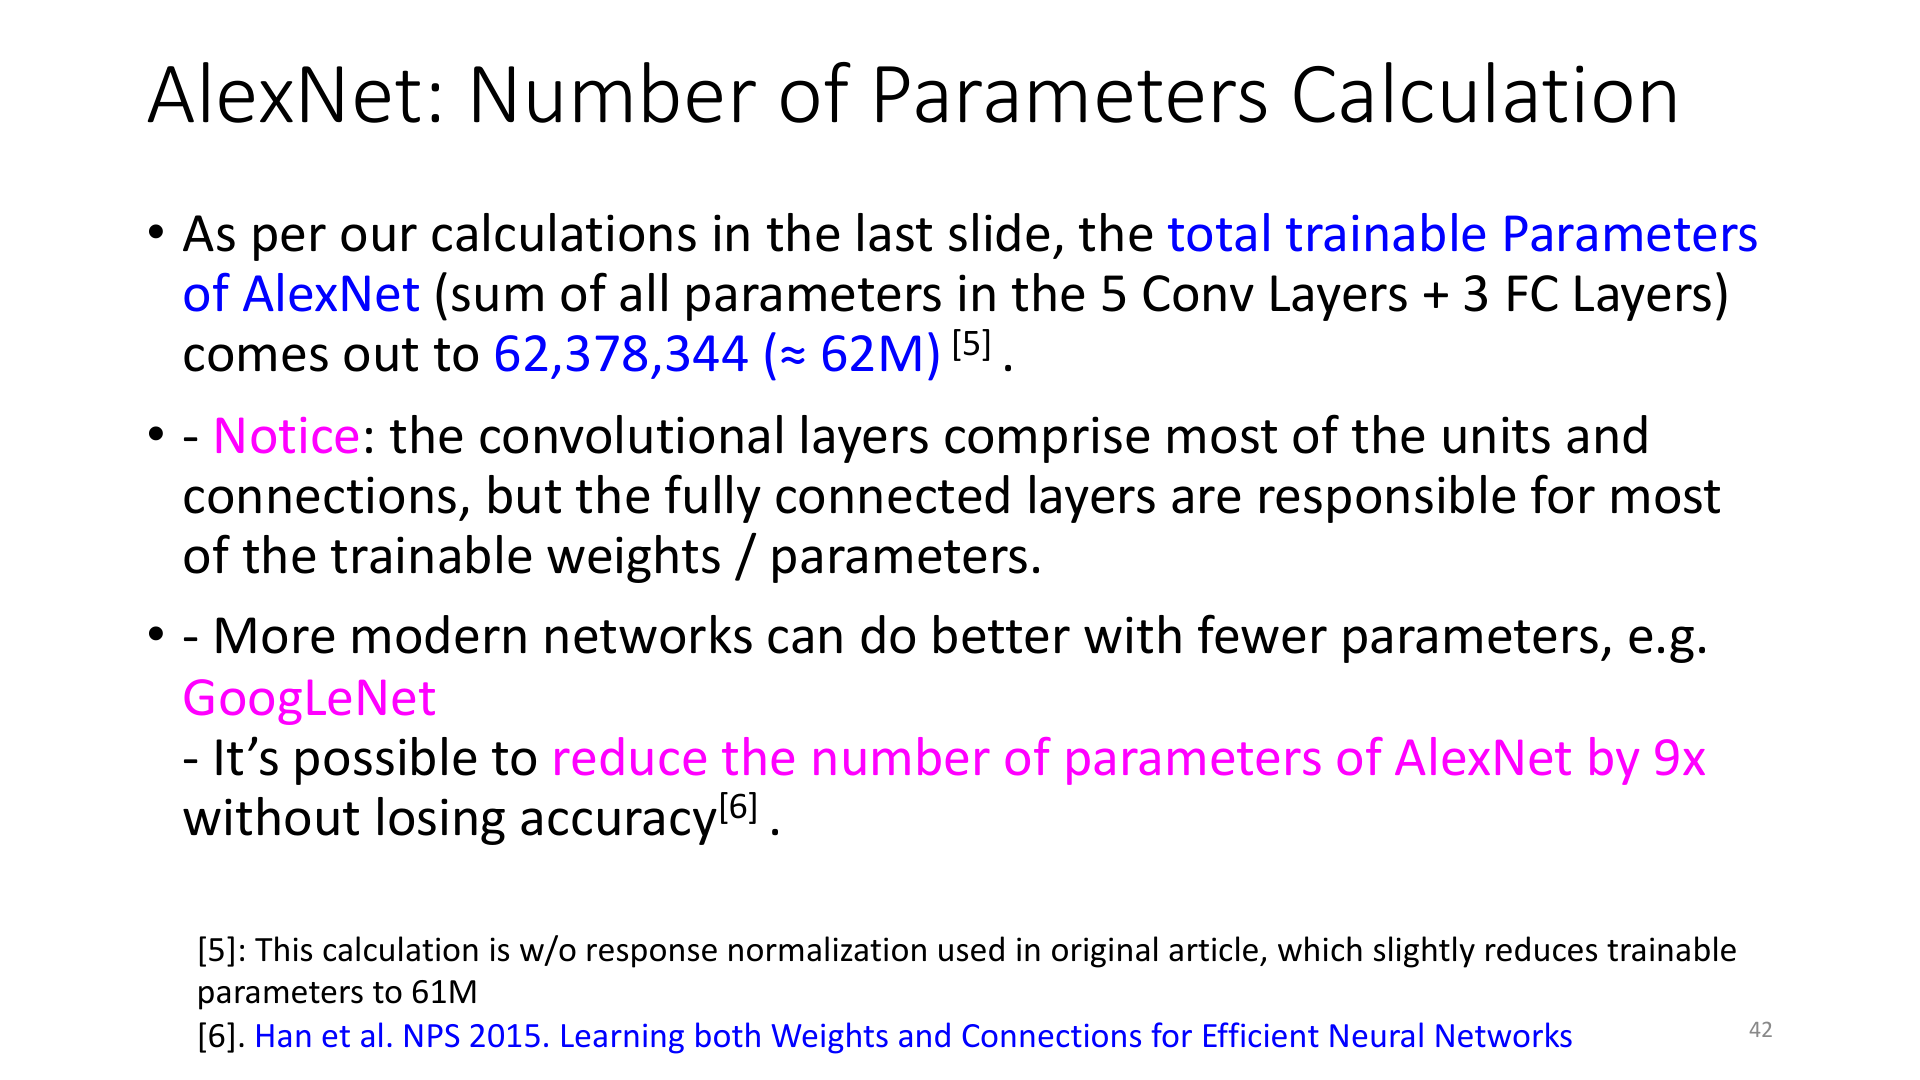 AlexNet: Number of Parameters Calculation
• As per our calculations in the last slide, the total trainable Parameters
of AlexNet (sum of all parameters in the 5 Conv Layers + 3 FC Layers)
comes out to 62,378,344 (≈ 62M) [5] .
• - Notice: the convolutional layers comprise most of the units and
connections, but the fully connected layers are responsible for most
of the trainable weights / parameters.
• - More modern networks can do better with fewer parameters, e.g.
GoogLeNet
- It’s possible to reduce the number of parameters of AlexNet by 9x
without losing accuracy[6] .
[5]: This calculation is w/o response normalization used in original article, which slightly reduces trainable
parameters to 61M
[6]. Han et al. NPS 2015. Learning both Weights and Connections for Efficient Neural Networks
42